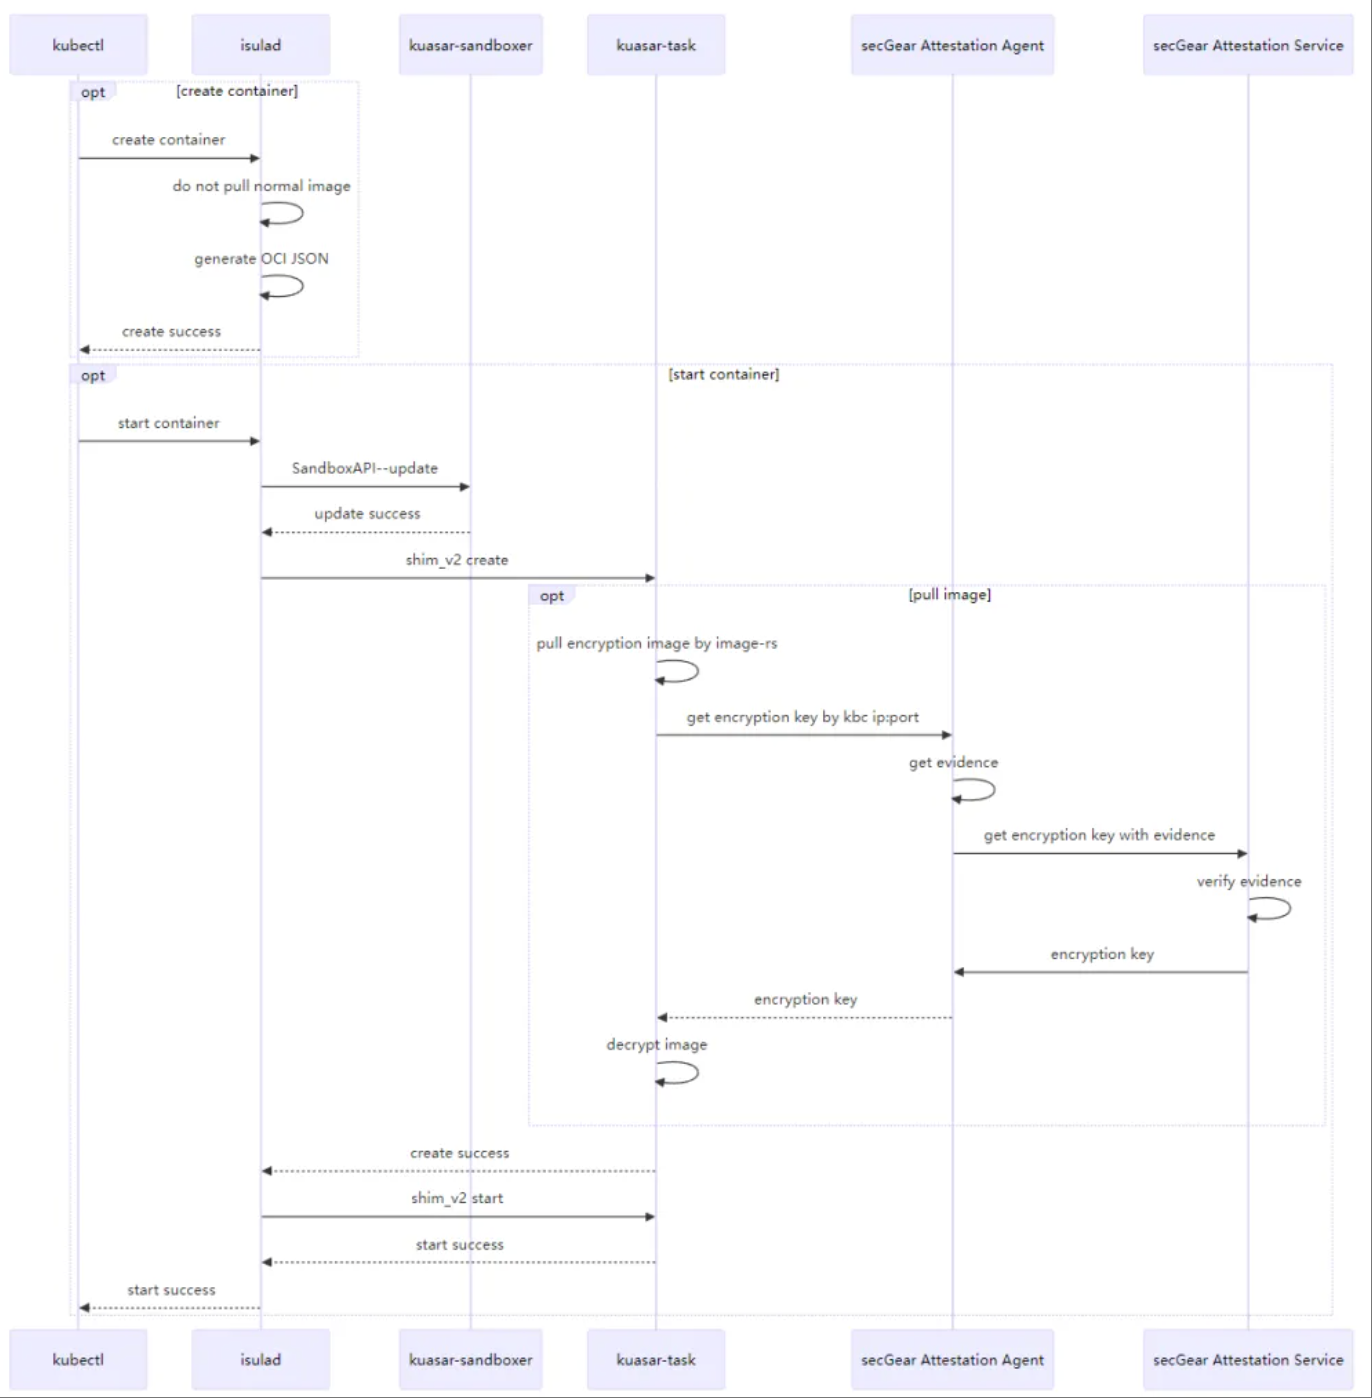 kubectl
isulad
kuasar-sandboxer
kuasar-task
secGear Attestation Agent
secGear Attestation Service
opt
[create container]
create container
do not pull normal image
generate OCI JSON
create success
opt
[start container]
start container
SandboxAPI--update
update success
shim_v2 create
opt
[pull image]
pull encryption image by image-rs
get encryption key by kbc ip:port
get evidence
get encryption key with evidence
verify evidence
encryption key
encryption key
decrypt image
create success
shim_v2 start
start success
start success
kubectl
isulad
kuasar-sandboxer
kuasar-task
secGear Attestation Agent
secGear Attestation Service